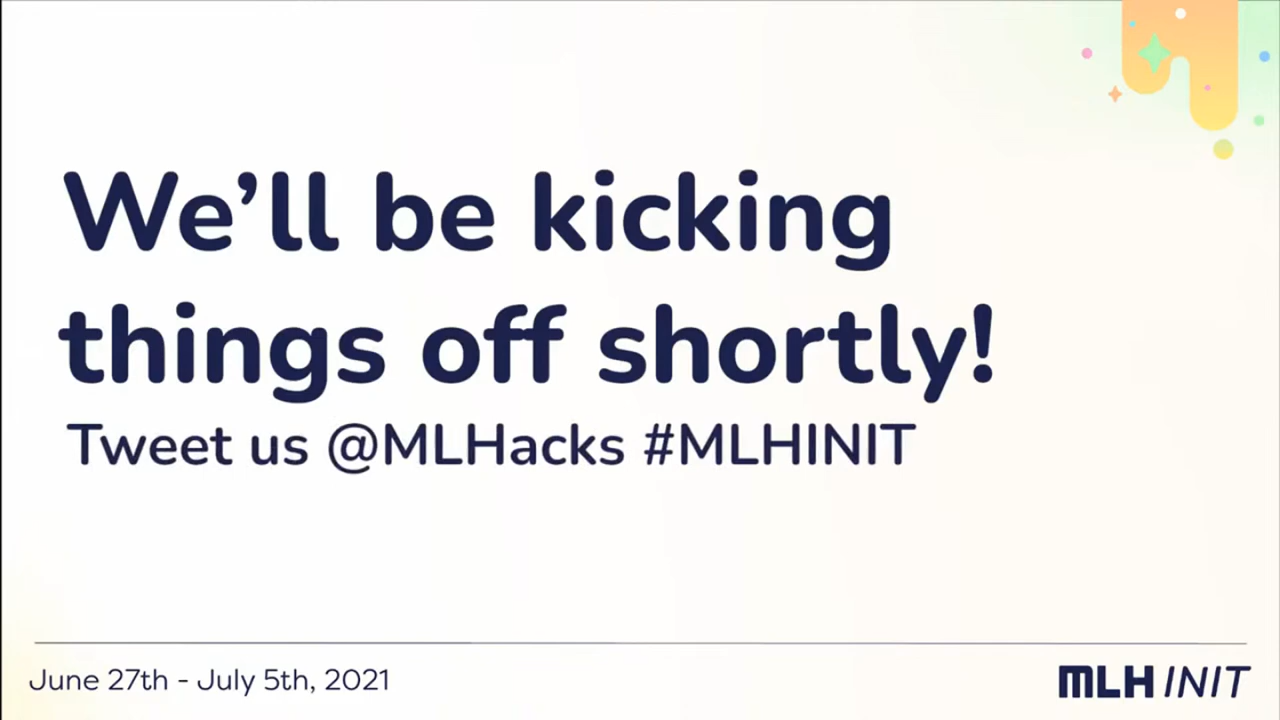 We’ll be kicking
things off shortly!
Tweet us @MLHacks #MLHINIT
June 27th - July 5th, 2021
MLH INIT